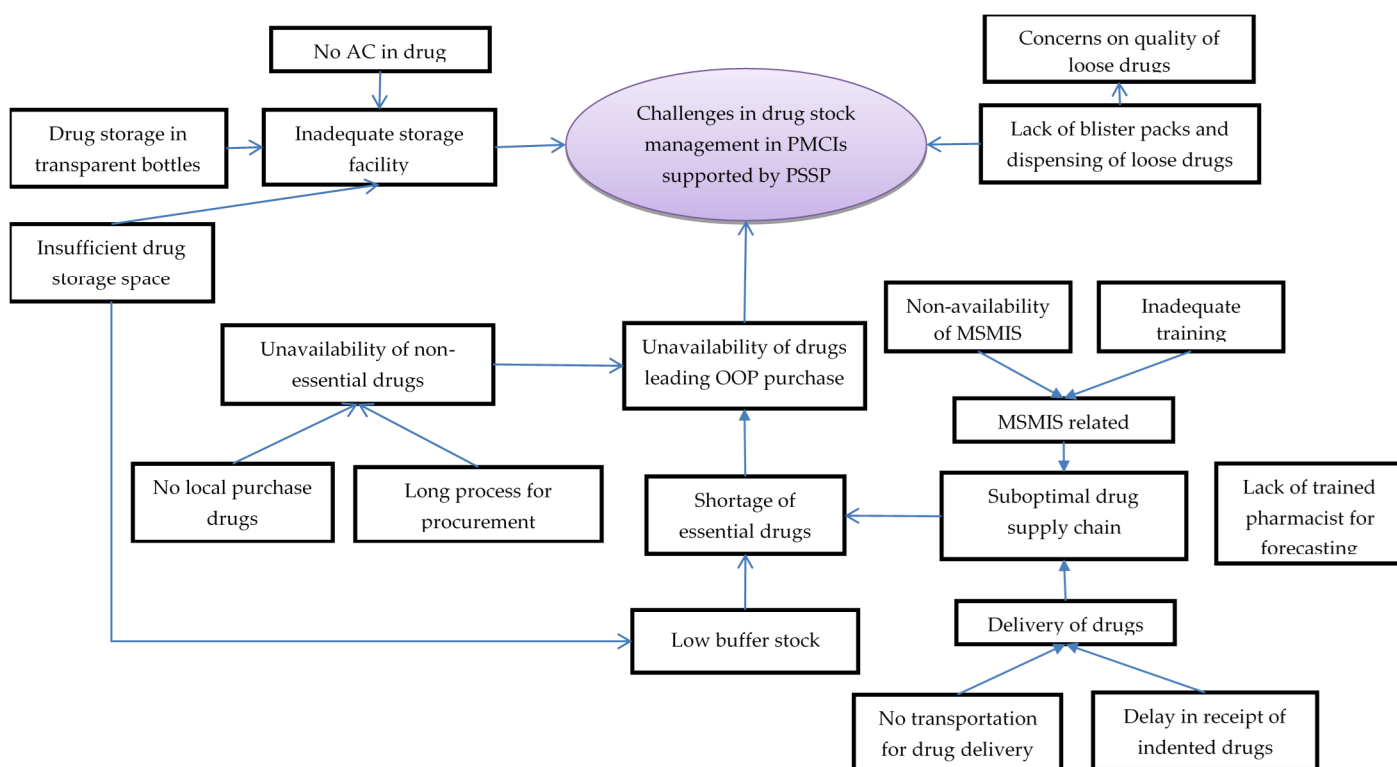 No AC in drug
Concerns on quality of
loose drugs
Drug storage in
transparent bottles
Inadequate storage
facility
Challenges in drug stock
management in PMCIs
supported by PSSP
Lack of blister packs and
dispensing of loose drugs
Insufficient drug
storage space
Non-availability
of MSMIS
Inadequate
training
Unavailability of non-
essential drugs
Unavailability of drugs
leading OOP purchase
MSMIS related
No local purchase
drugs
Long process for
procurement
Shortage of
essential drugs
Suboptimal drug
supply chain
Lack of trained
pharmacist for
forecasting
Low buffer stock
Delivery of drugs
No transportation
for drug delivery
Delay in receipt of
indented drugs